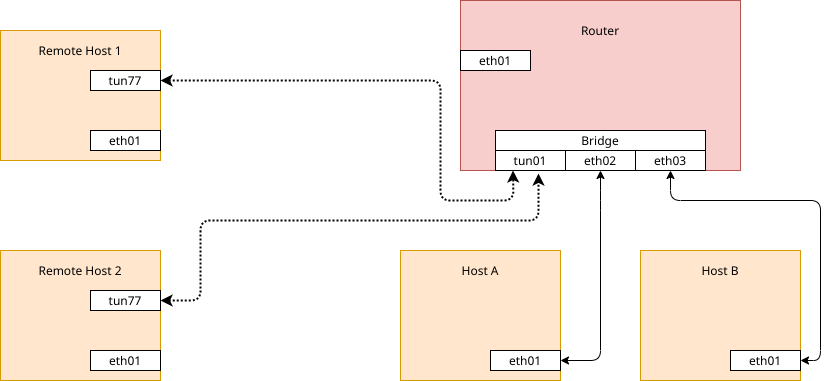 Remote Host 1
tun77
eth01
Router
eth01
Bridge
tun01 eth02 eth03
Remote Host 2
tun77
eth01
Host A
eth01
Host B
eth01